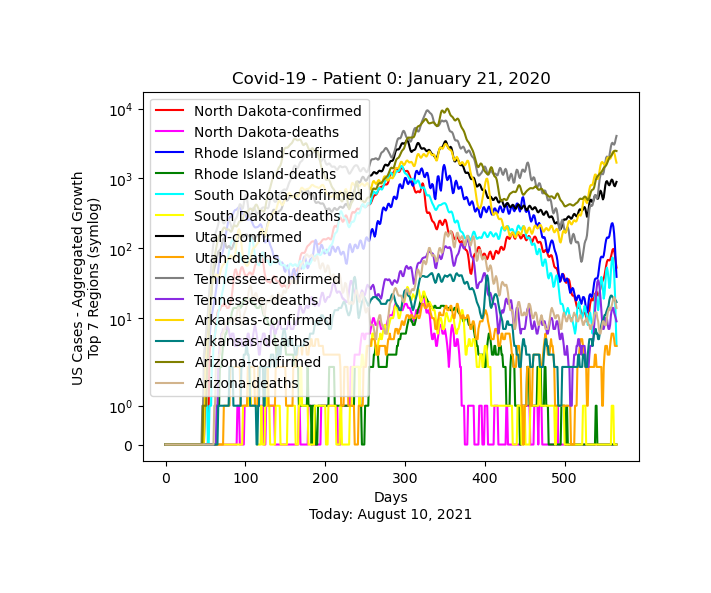 Covid-19 - Patient 0: January 21, 2020
US Cases - Aggregated Growth
Top 7 Regions (symlog)
10^4
10^3
10^2
10^1
10^0
0
North Dakota-confirmed
North Dakota-deaths
Rhode Island-confirmed
Rhode Island-deaths
South Dakota-confirmed
South Dakota-deaths
Utah-confirmed
Utah-deaths
Tennessee-confirmed
Tennessee-deaths
Arkansas-confirmed
Arkansas-deaths
Arizona-confirmed
Arizona-deaths
0 100 200 300 400 500
Days
Today: August 10, 2021